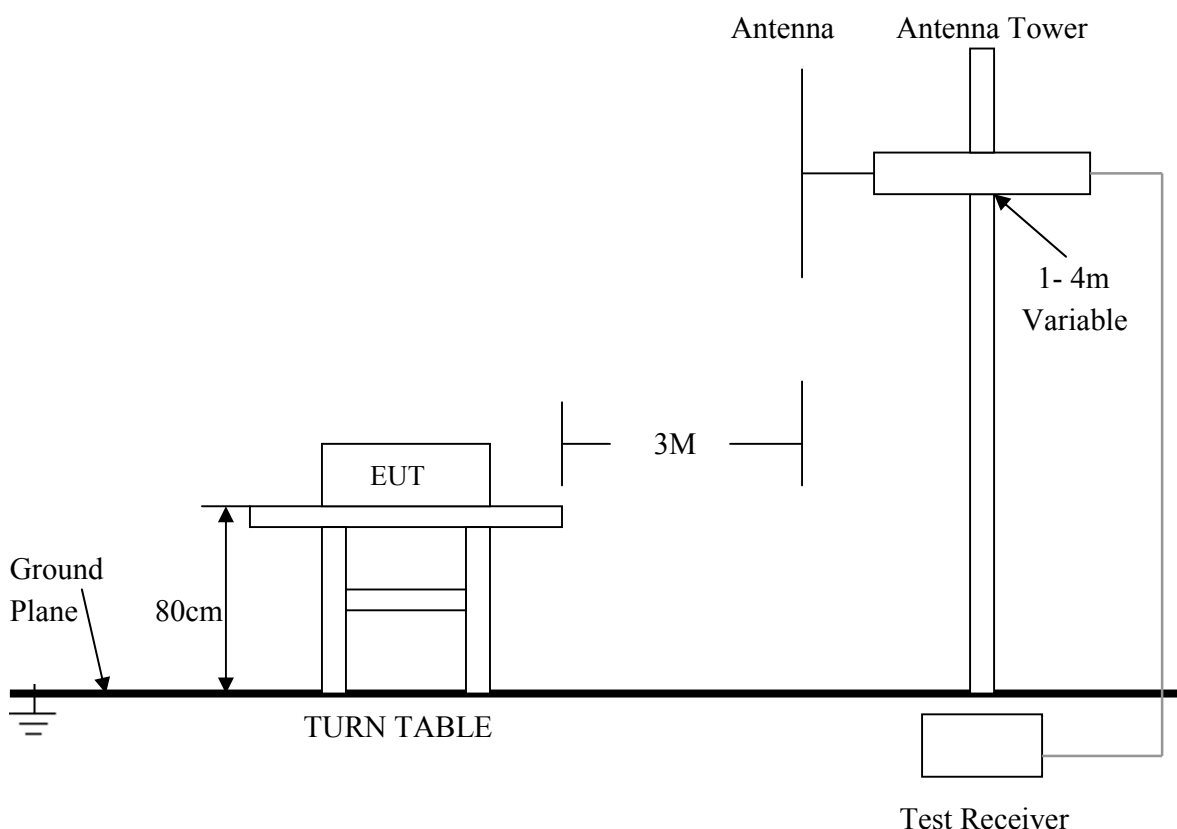 Antenna
Antenna Tower
1- 4m
Variable
3M
EUT
Ground
Plane
80cm
TURN TABLE
Test Receiver